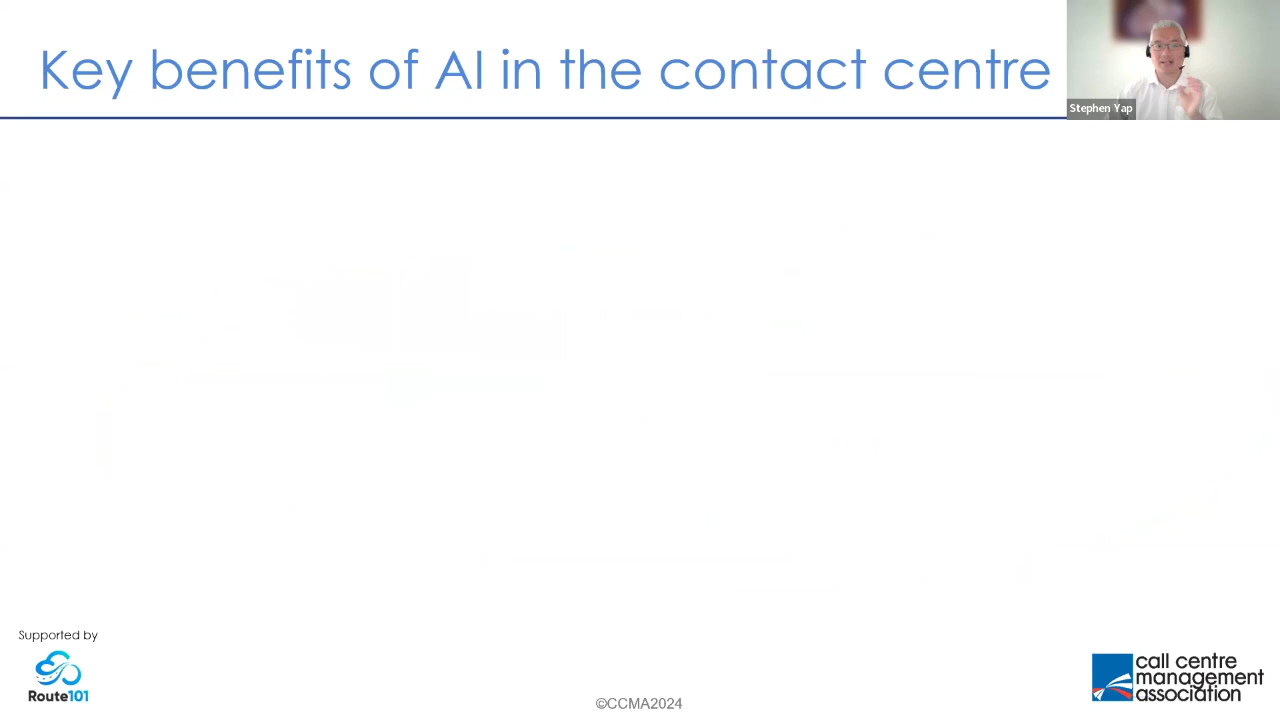 Key benefits of AI in the contact centre
Stephen Yap
Supported by
Route101
©CCMA2024
call centre
management
association